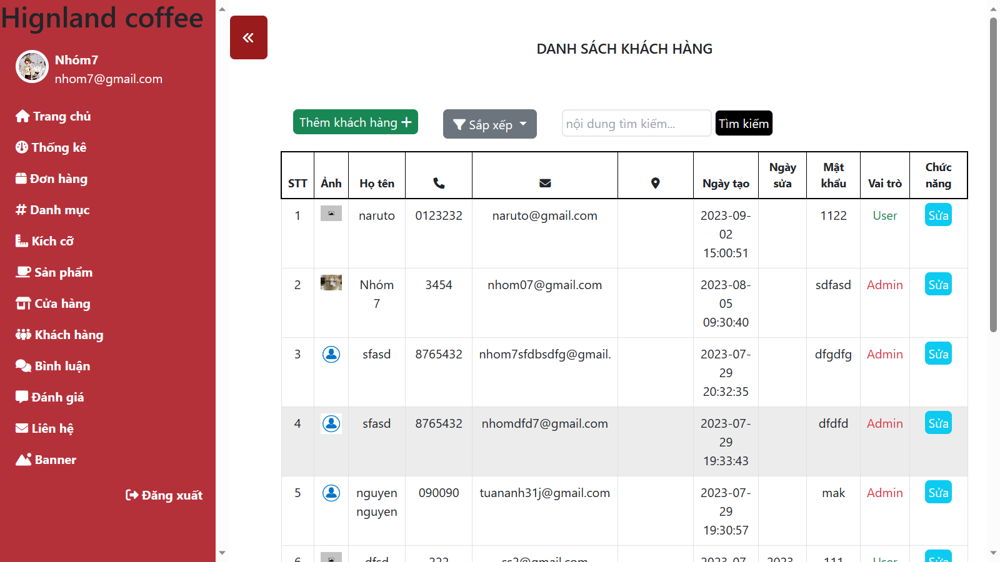 Hignland coffee
Nhóm7
nhom7@gmail.com
Trang chủ
Thống kê
Đơn hàng
Danh mục
Kích cỡ
Sản phẩm
Cửa hàng
Khách hàng
Bình luận
Đánh giá
Liên hệ
Banner
Đăng xuất
DANH SÁCH KHÁCH HÀNG
Thêm khách hàng
Sắp xếp
nội dung tìm kiếm...
Tìm kiếm
STT Ảnh Họ tên Ngày tạo Ngày sửa Mật khẩu Vai trò Chức năng
1 naruto 0123232 naruto@gmail.com 2023-09-02 15:00:51 1122 User Sửa
2 Nhóm 7 3454 nhom07@gmail.com 2023-08-05 09:30:40 sdfasd Admin Sửa
3 sfasd 8765432 nhom7sfdbsdfg@gmail. 2023-07-29 20:32:35 dfgdfg Admin Sửa
4 sfasd 8765432 nhomdfd7@gmail.com 2023-07-29 19:33:43 dfdfd Admin Sửa
5 nguyen nguyen 090090 tuananh31j@gmail.com 2023-07-29 19:30:57 mak Admin Sửa
6 dfsd 222 ss2@gmail.com 2023-07- 2023- 111 User Sửa